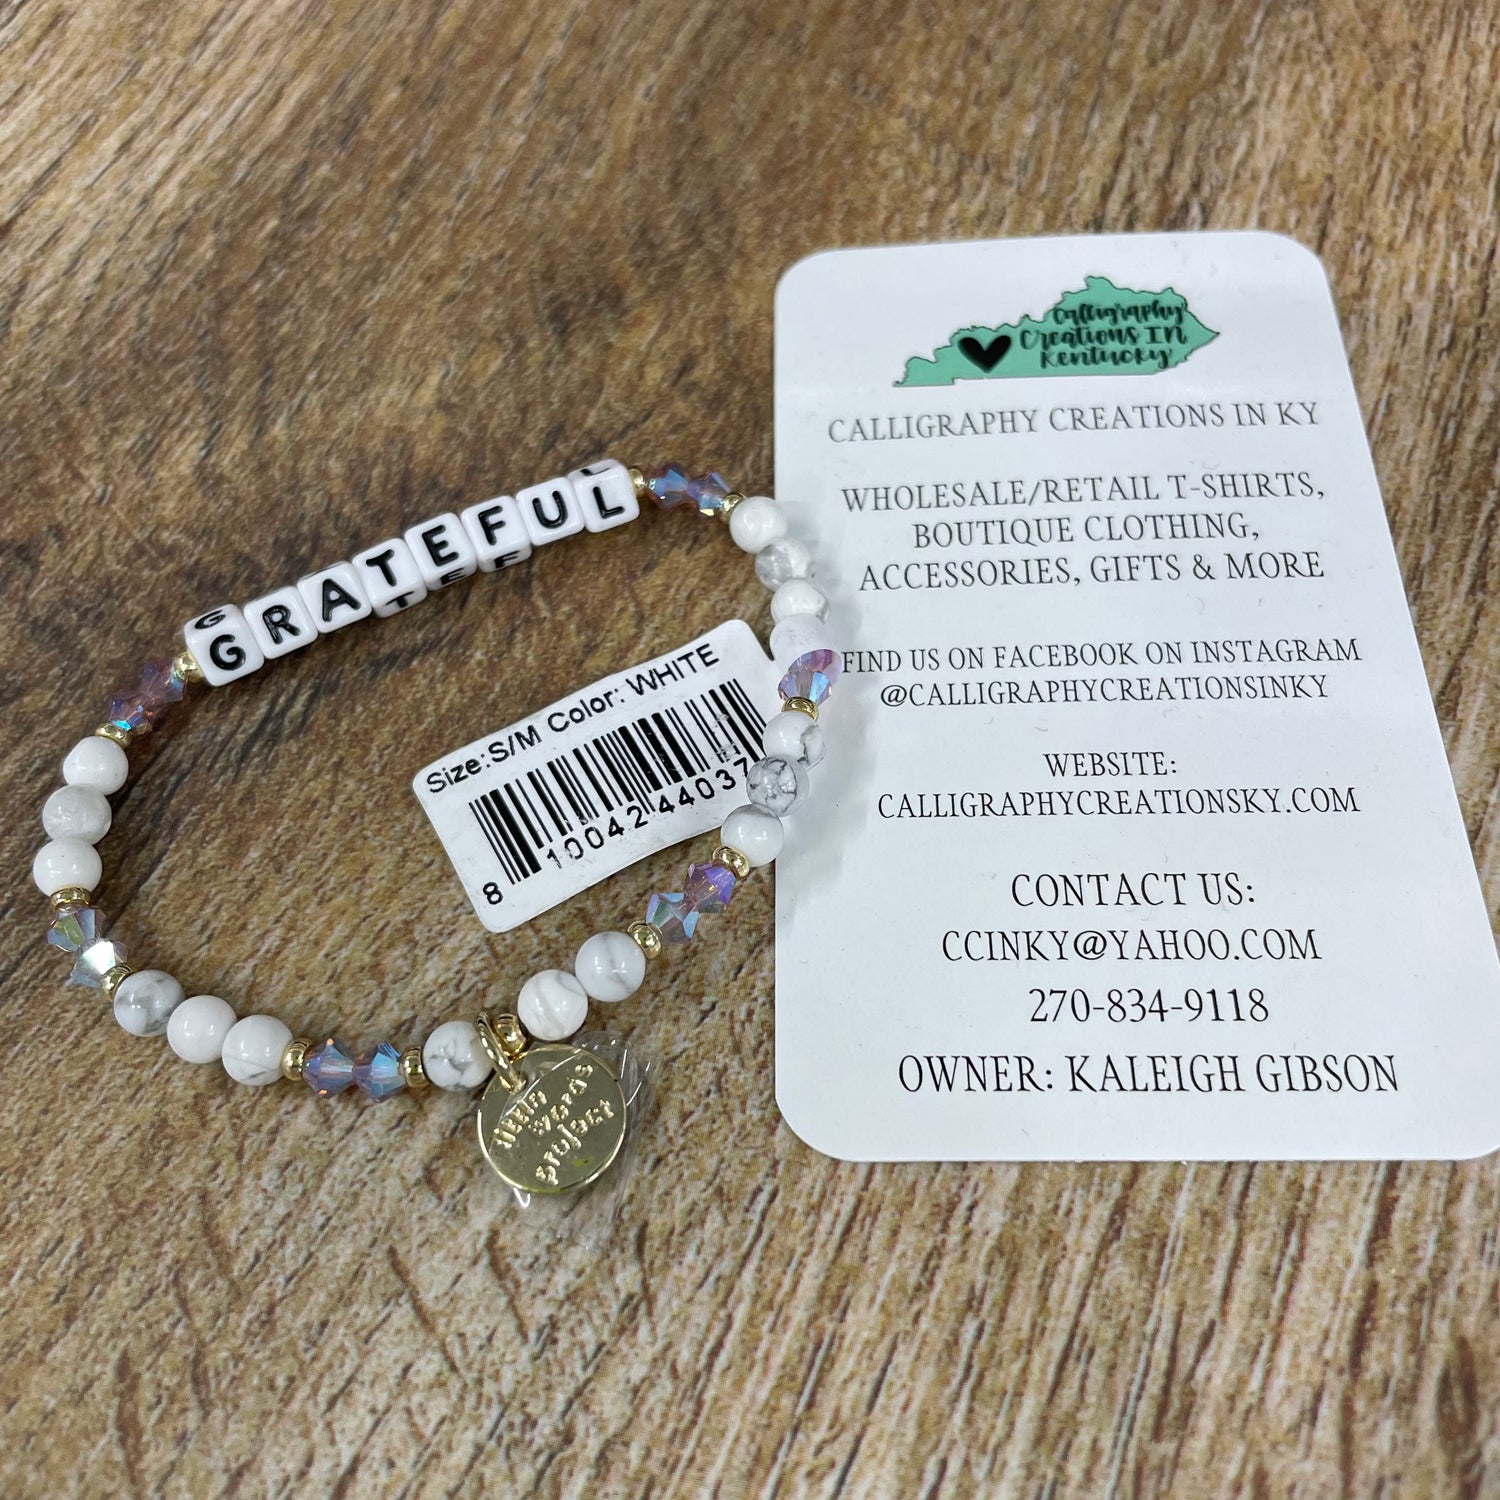 GRATEFUL
Size:S/M Color: WHITE
8 10042 44037
little
words
project
Calligraphy
Creations IN
Kentucky
CALLIGRAPHY CREATIONS IN KY
WHOLESALE/RETAIL T-SHIRTS,
BOUTIQUE CLOTHING,
ACCESSORIES, GIFTS & MORE
FIND US ON FACEBOOK ON INSTAGRAM
@CALLIGRAPHYCREATIONSINKY
WEBSITE:
CALLIGRAPHYCREATIONSKY.COM
CONTACT US:
CCINKY@YAHOO.COM
270-834-9118
OWNER: KALEIGH GIBSON